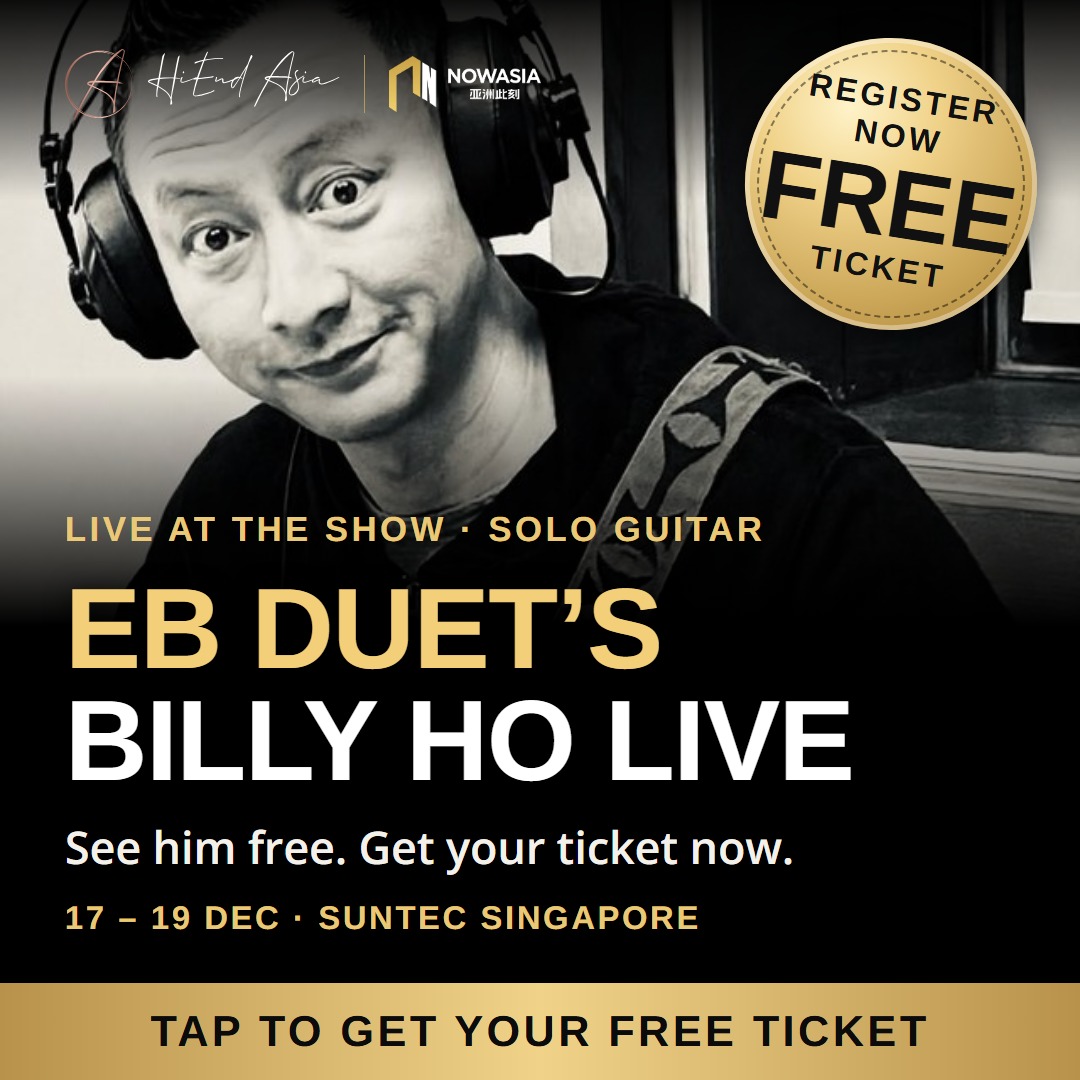 HiEnd Asia
NOWASIA
亚洲此刻
REGISTER
NOW
FREE
TICKET
LIVE AT THE SHOW · SOLO GUITAR
EB DUET’S
BILLY HO LIVE
See him free. Get your ticket now.
17 – 19 DEC · SUNTEC SINGAPORE
TAP TO GET YOUR FREE TICKET